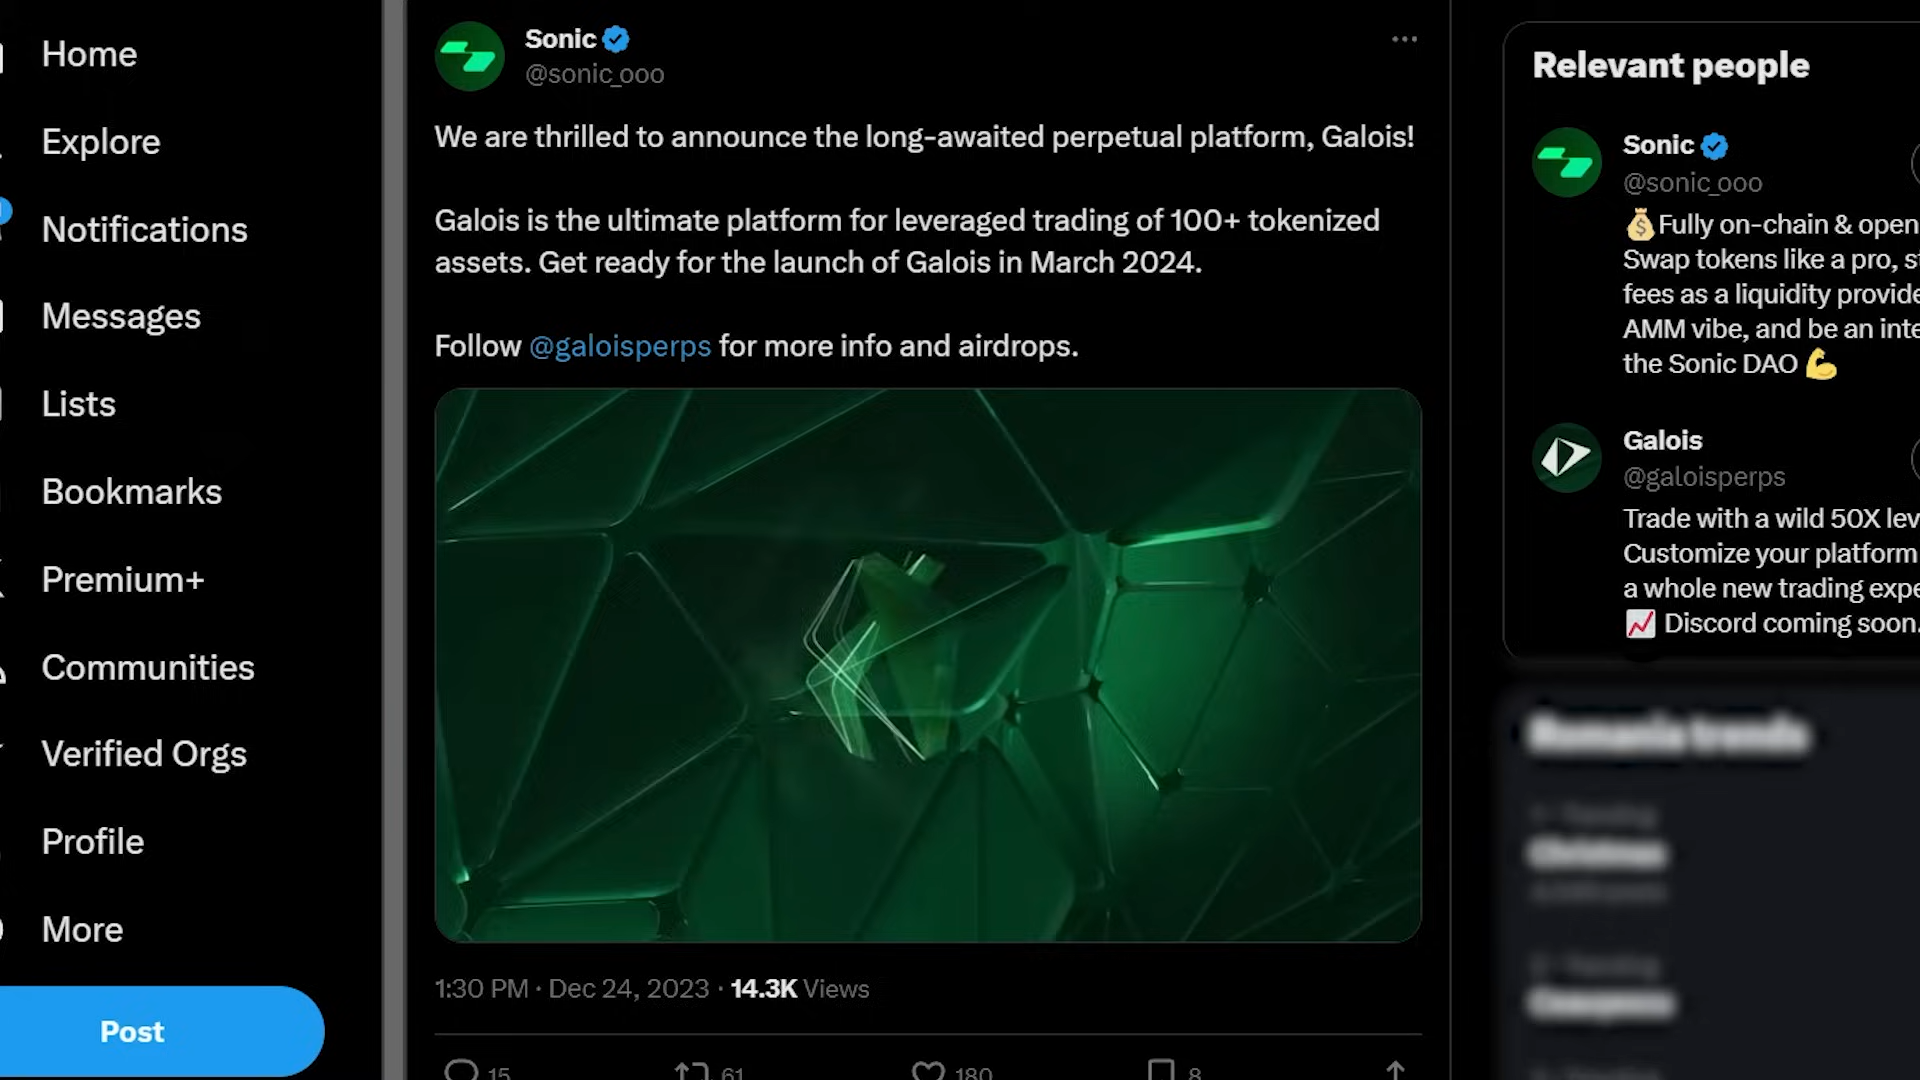 Home
Explore
Notifications
Messages
Lists
Bookmarks
Premium+
Communities
Verified Orgs
Profile
More
Post
Sonic
@sonic_ooo
We are thrilled to announce the long-awaited perpetual platform, Galois!
Galois is the ultimate platform for leveraged trading of 100+ tokenized
assets. Get ready for the launch of Galois in March 2024.
Follow @galoisperps for more info and airdrops.
1:30 PM · Dec 24, 2023 · 14.3K Views
15 61 180 8
Relevant people
Sonic
@sonic_ooo
💰Fully on-chain & open
Swap tokens like a pro,
fees as a liquidity
AMM vibe, and be an
the Sonic DAO 💪
Galois
@galoisperps
Trade with a wild 50X
Customize your platform
a whole new trading
📈 Discord coming soon.
Romania trends
Christmas